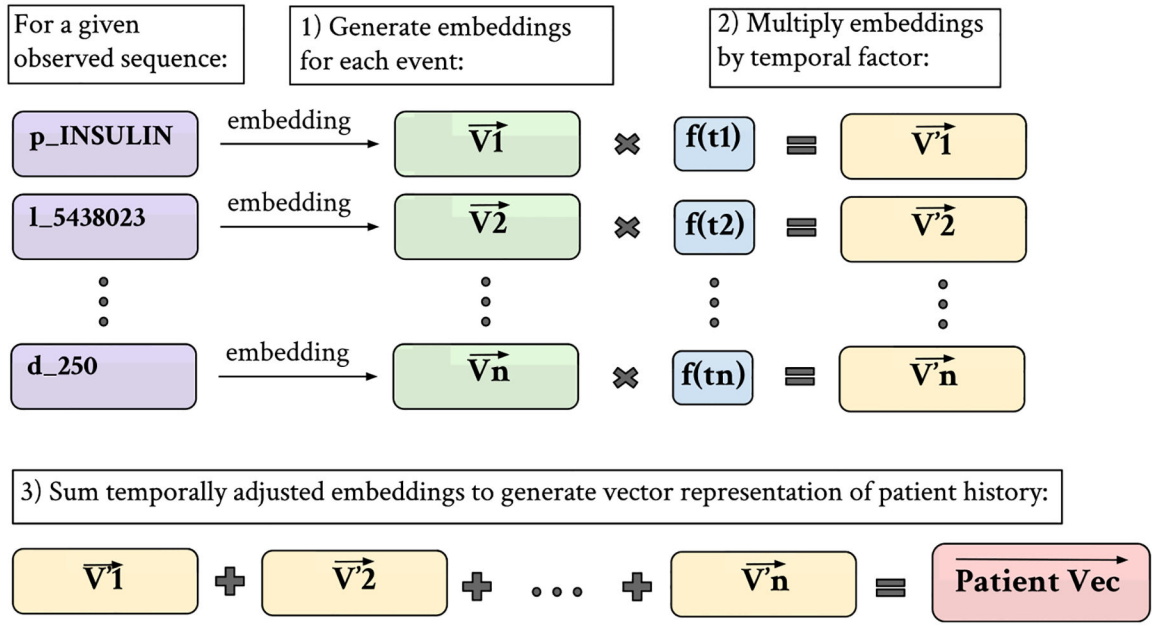 For a given
observed sequence:
1) Generate embeddings
for each event:
2) Multiply embeddings
by temporal factor:
p_INSULIN
embedding
V1
×
f(t1)
=
V'1
l_5438023
embedding
V2
×
f(t2)
=
V'2
d_250
embedding
Vn
×
f(tn)
=
V'n
3) Sum temporally adjusted embeddings to generate vector representation of patient history:
V'1 + V'2 + ... + V'n = Patient Vec